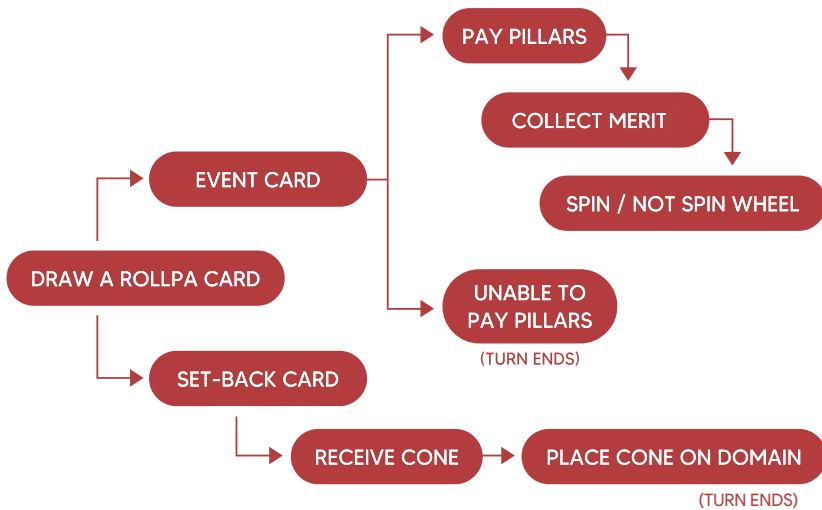 PAY PILLARS
COLLECT MERIT
EVENT CARD
SPIN / NOT SPIN WHEEL
DRAW A ROLLPA CARD
UNABLE TO
PAY PILLARS
(TURN ENDS)
SET-BACK CARD
RECEIVE CONE
PLACE CONE ON DOMAIN
(TURN ENDS)